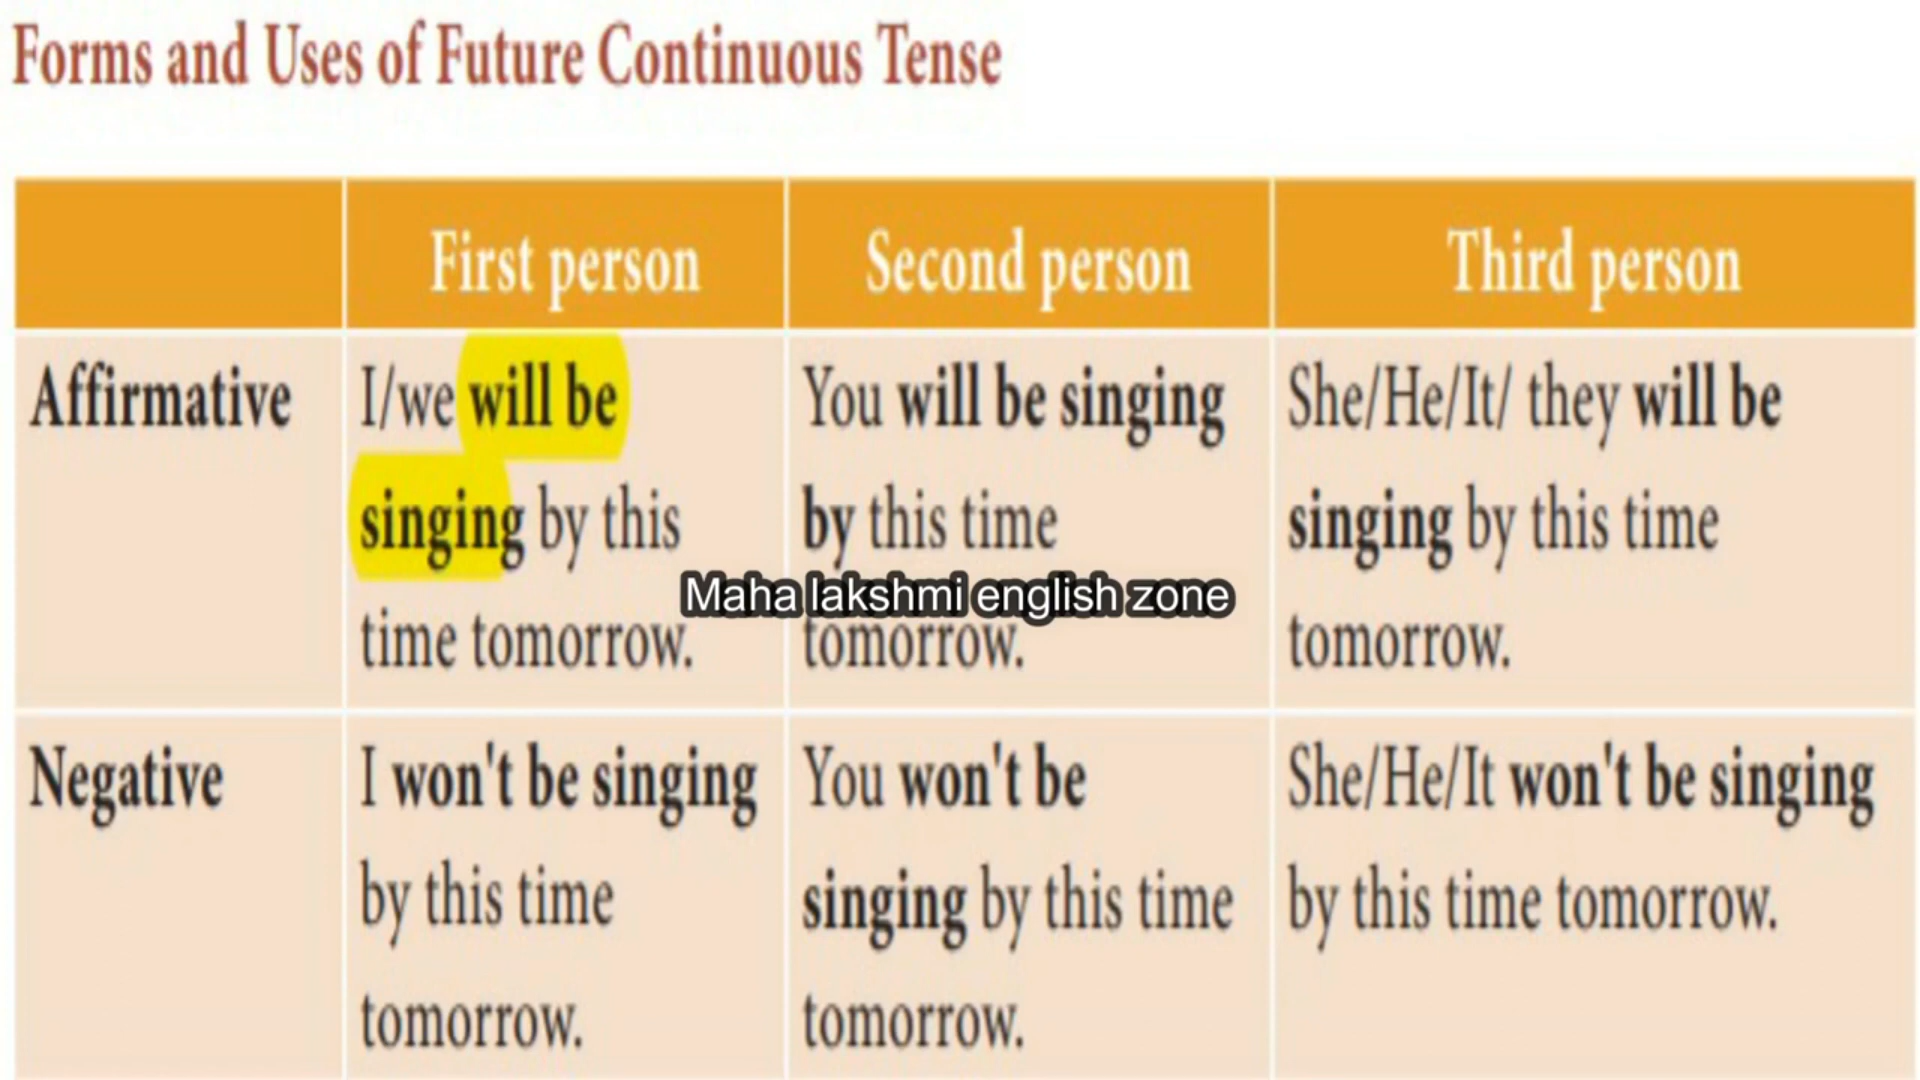 Forms and Uses of Future Continuous Tense
First person
Second person
Third person
Affirmative
I/we will be
singing by this
time tomorrow.
You will be singing
by this time
tomorrow.
She/He/It/ they will be
singing by this time
tomorrow.
Maha lakshmi english zone
Negative
I won't be singing
by this time
tomorrow.
You won't be
singing by this time
tomorrow.
She/He/It won't be singing
by this time tomorrow.